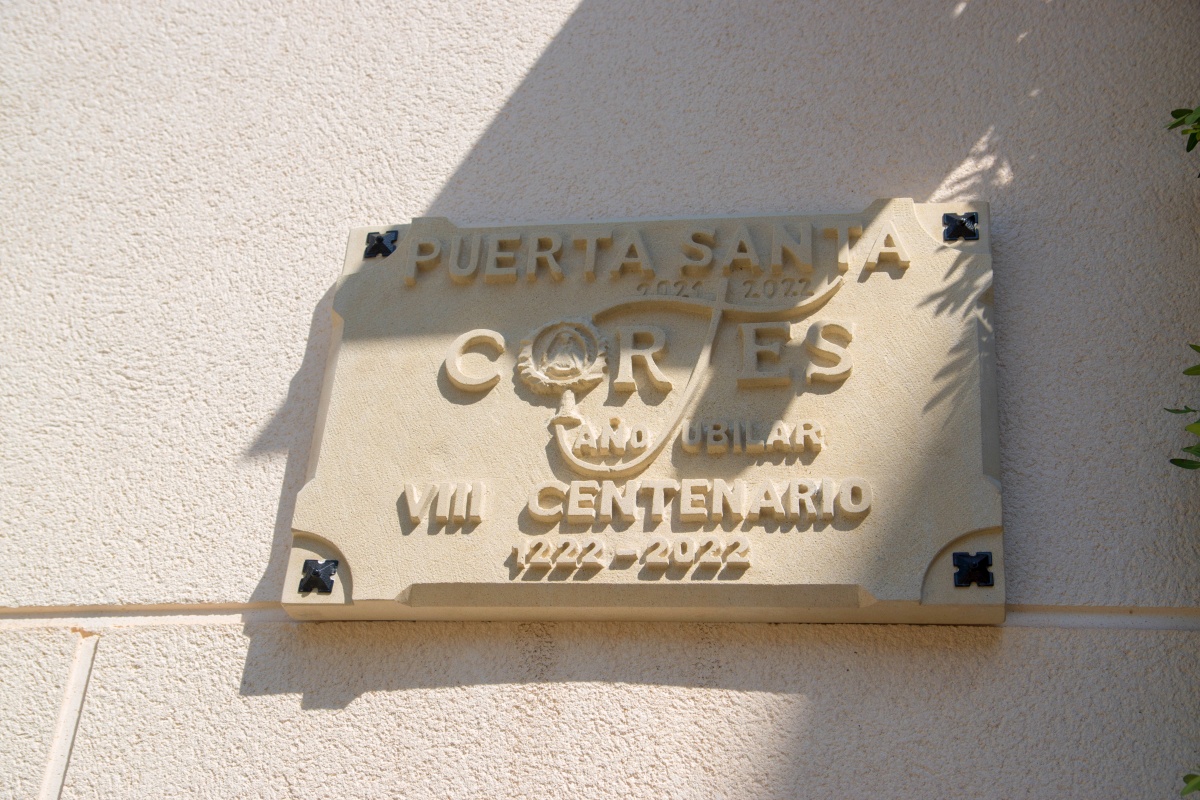 PUERTA SANTA
2021 2022
CORTES
AÑO JUBILAR
VIII CENTENARIO
1222-2022